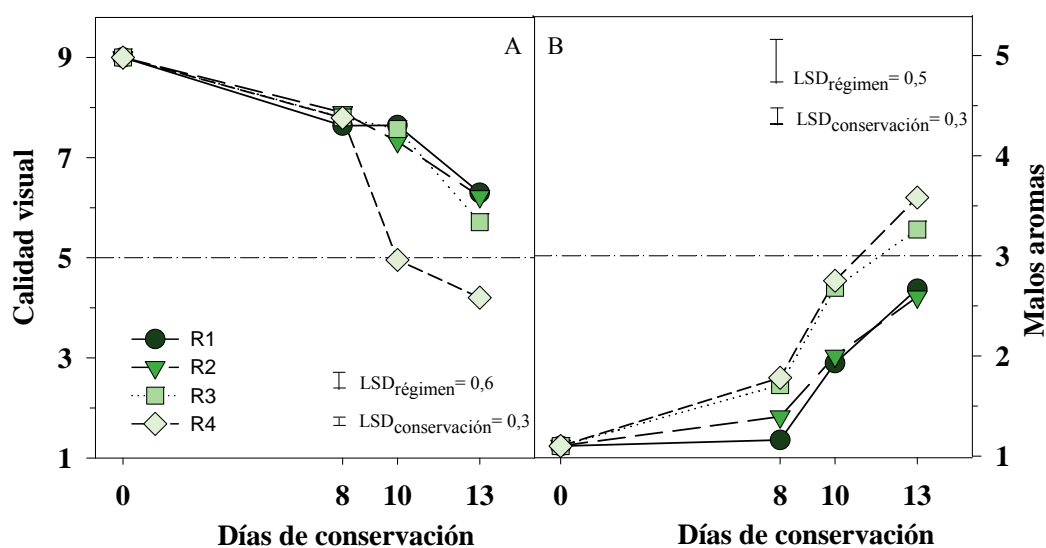 A
B
9
7
5
3
1
Calidad visual
R1
R2
R3
R4
LSDrégimen= 0,6
LSDconservación= 0,3
0
8
10
13
Días de conservación
LSDrégimen= 0,5
LSDconservación= 0,3
5
4
3
2
1
Malos aromas
0
8
10
13
Días de conservación